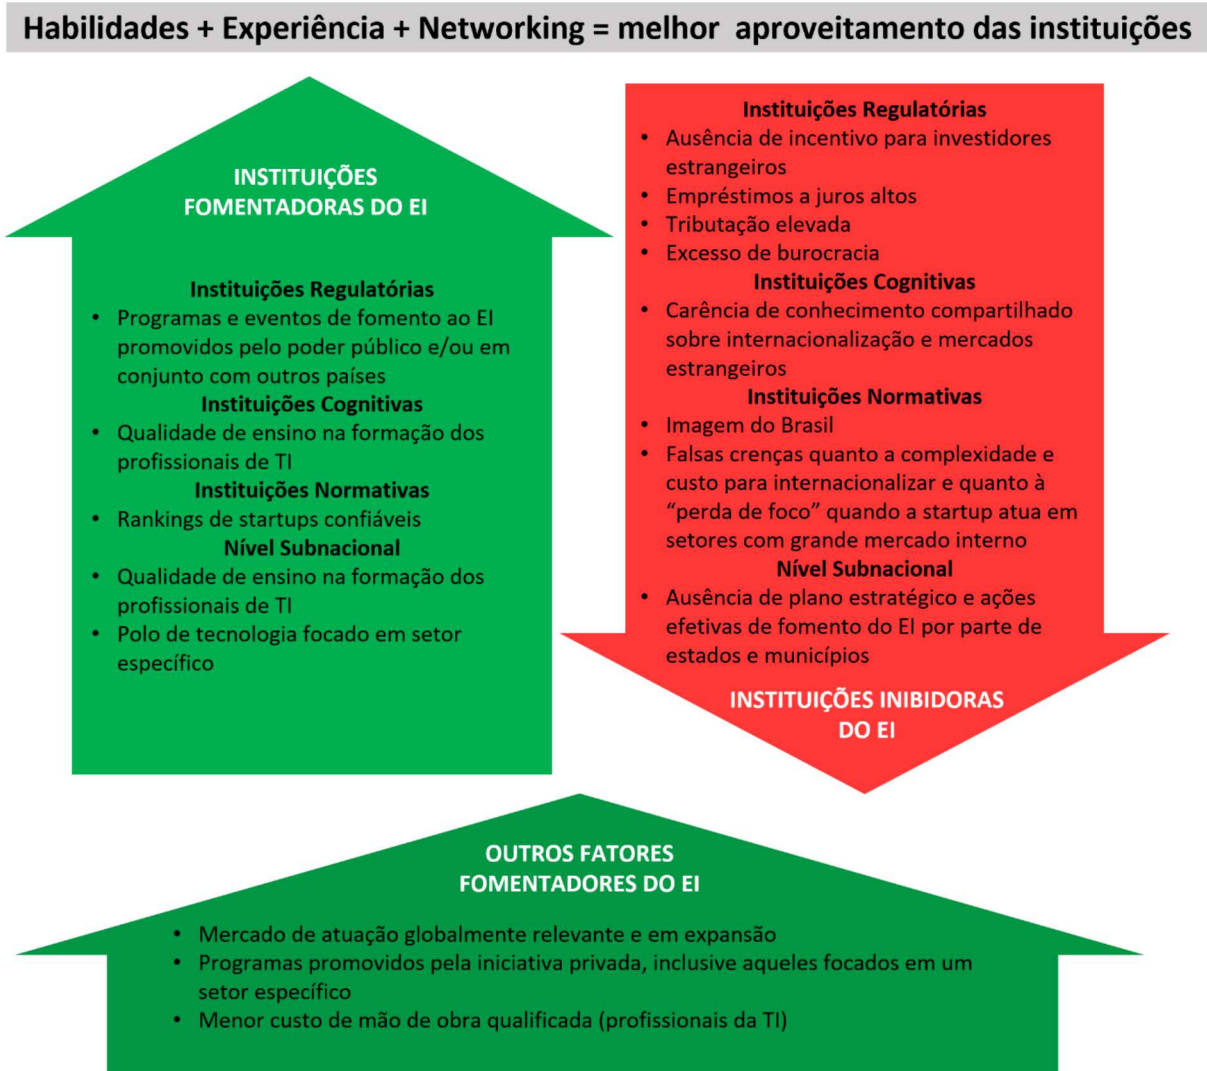 Habilidades + Experiência + Networking = melhor aproveitamento das instituições
INSTITUIÇÕES
FOMENTADORAS DO EI
Instituições Regulatórias
• Programas e eventos de fomento ao EI
promovidos pelo poder público e/ou em
conjunto com outros países
Instituições Cognitivas
• Qualidade de ensino na formação dos
profissionais de TI
Instituições Normativas
• Rankings de startups confiáveis
Nível Subnacional
• Qualidade de ensino na formação dos
profissionais de TI
• Polo de tecnologia focado em setor
específico
Instituições Regulatórias
• Ausência de incentivo para investidores
estrangeiros
• Empréstimos a juros altos
• Tributação elevada
• Excesso de burocracia
Instituições Cognitivas
• Carência de conhecimento compartilhado
sobre internacionalização e mercados
estrangeiros
Instituições Normativas
• Imagem do Brasil
• Falsas crenças quanto a complexidade e
custo para internacionalizar e quanto à
“perda de foco” quando a startup atua em
setores com grande mercado interno
Nível Subnacional
• Ausência de plano estratégico e ações
efetivas de fomento do EI por parte de
estados e municípios
INSTITUIÇÕES INIBIDORAS
DO EI
OUTROS FATORES
FOMENTADORES DO EI
• Mercado de atuação globalmente relevante e em expansão
• Programas promovidos pela iniciativa privada, inclusive aqueles focados em um
setor específico
• Menor custo de mão de obra qualificada (profissionais da TI)